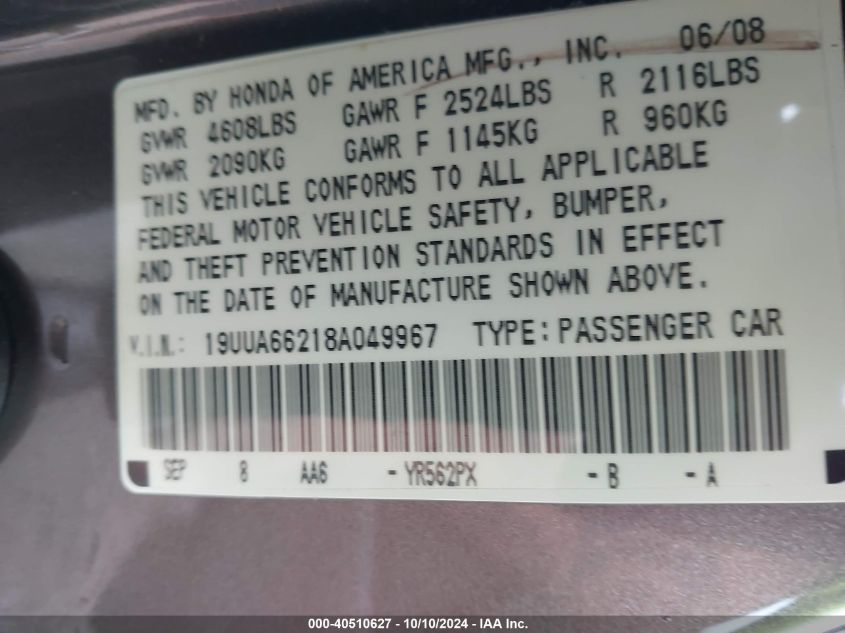 MFD. BY HONDA OF AMERICA MFG., INC. 06/08
GVWR 4608LBS GAWR F 2524LBS R 2116LBS
GVWR 2090KG GAWR F 1145KG R 960KG
THIS VEHICLE CONFORMS TO ALL APPLICABLE
FEDERAL MOTOR VEHICLE SAFETY, BUMPER,
AND THEFT PREVENTION STANDARDS IN EFFECT
ON THE DATE OF MANUFACTURE SHOWN ABOVE.
V.I.N.: 19UUA66218A049967 TYPE:PASSENGER CAR
SEP 8 AA6 -YR562PX -B -A
000-40510627 - 10/10/2024 - IAA Inc.